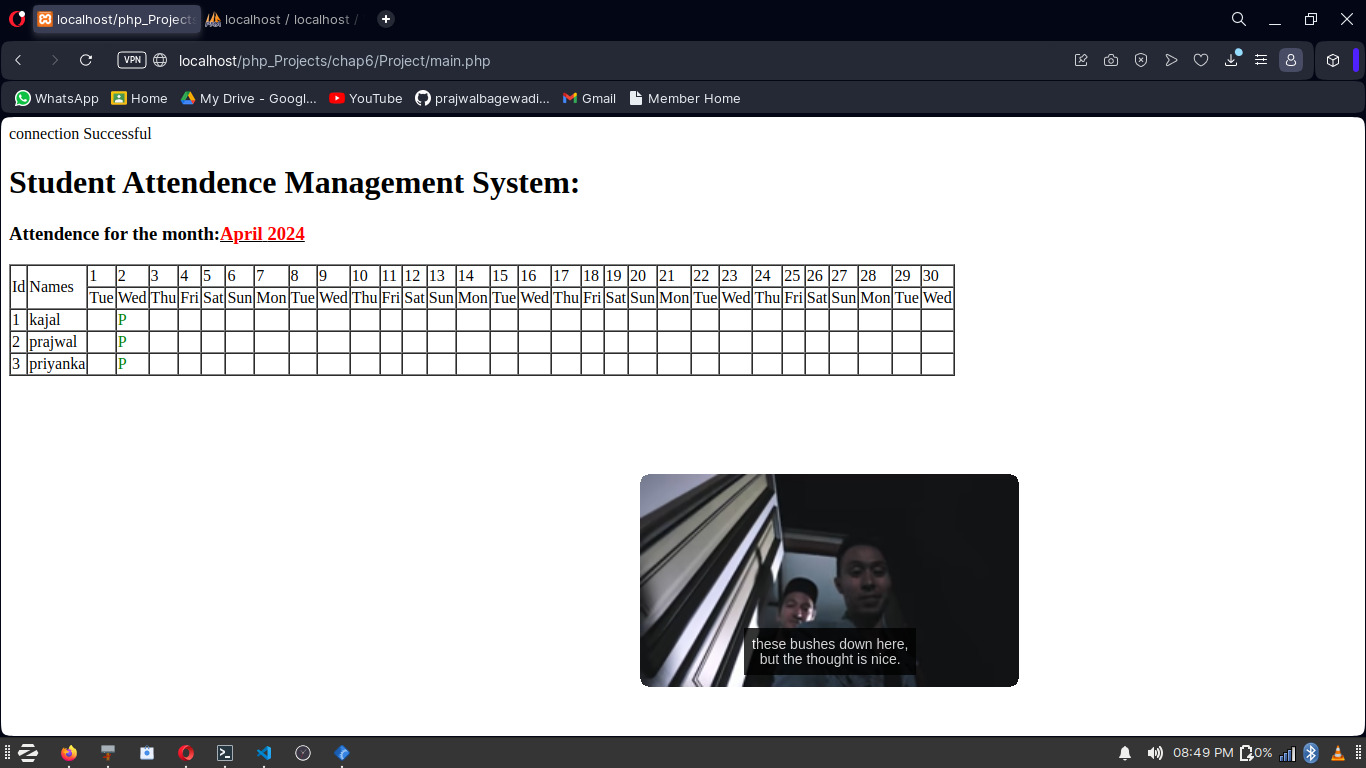 localhost/php_Project
localhost / localhost /
VPN
localhost/php_Projects/chap6/Project/main.php
WhatsApp
Home
My Drive - Googl...
YouTube
prajwalbagewadi...
Gmail
Member Home
connection Successful
Student Attendence Management System:
Attendence for the month:April 2024
Id Names 1 2 3 4 5 6 7 8 9 10 11 12 13 14 15 16 17 18 19 20 21 22 23 24 25 26 27 28 29 30
Tue Wed Thu Fri Sat Sun Mon Tue Wed Thu Fri Sat Sun Mon Tue Wed Thu Fri Sat Sun Mon Tue Wed Thu Fri Sat Sun Mon Tue Wed
1 kajal P
2 prajwal P
3 priyanka P
these bushes down here,
but the thought is nice.
08:49 PM
0%